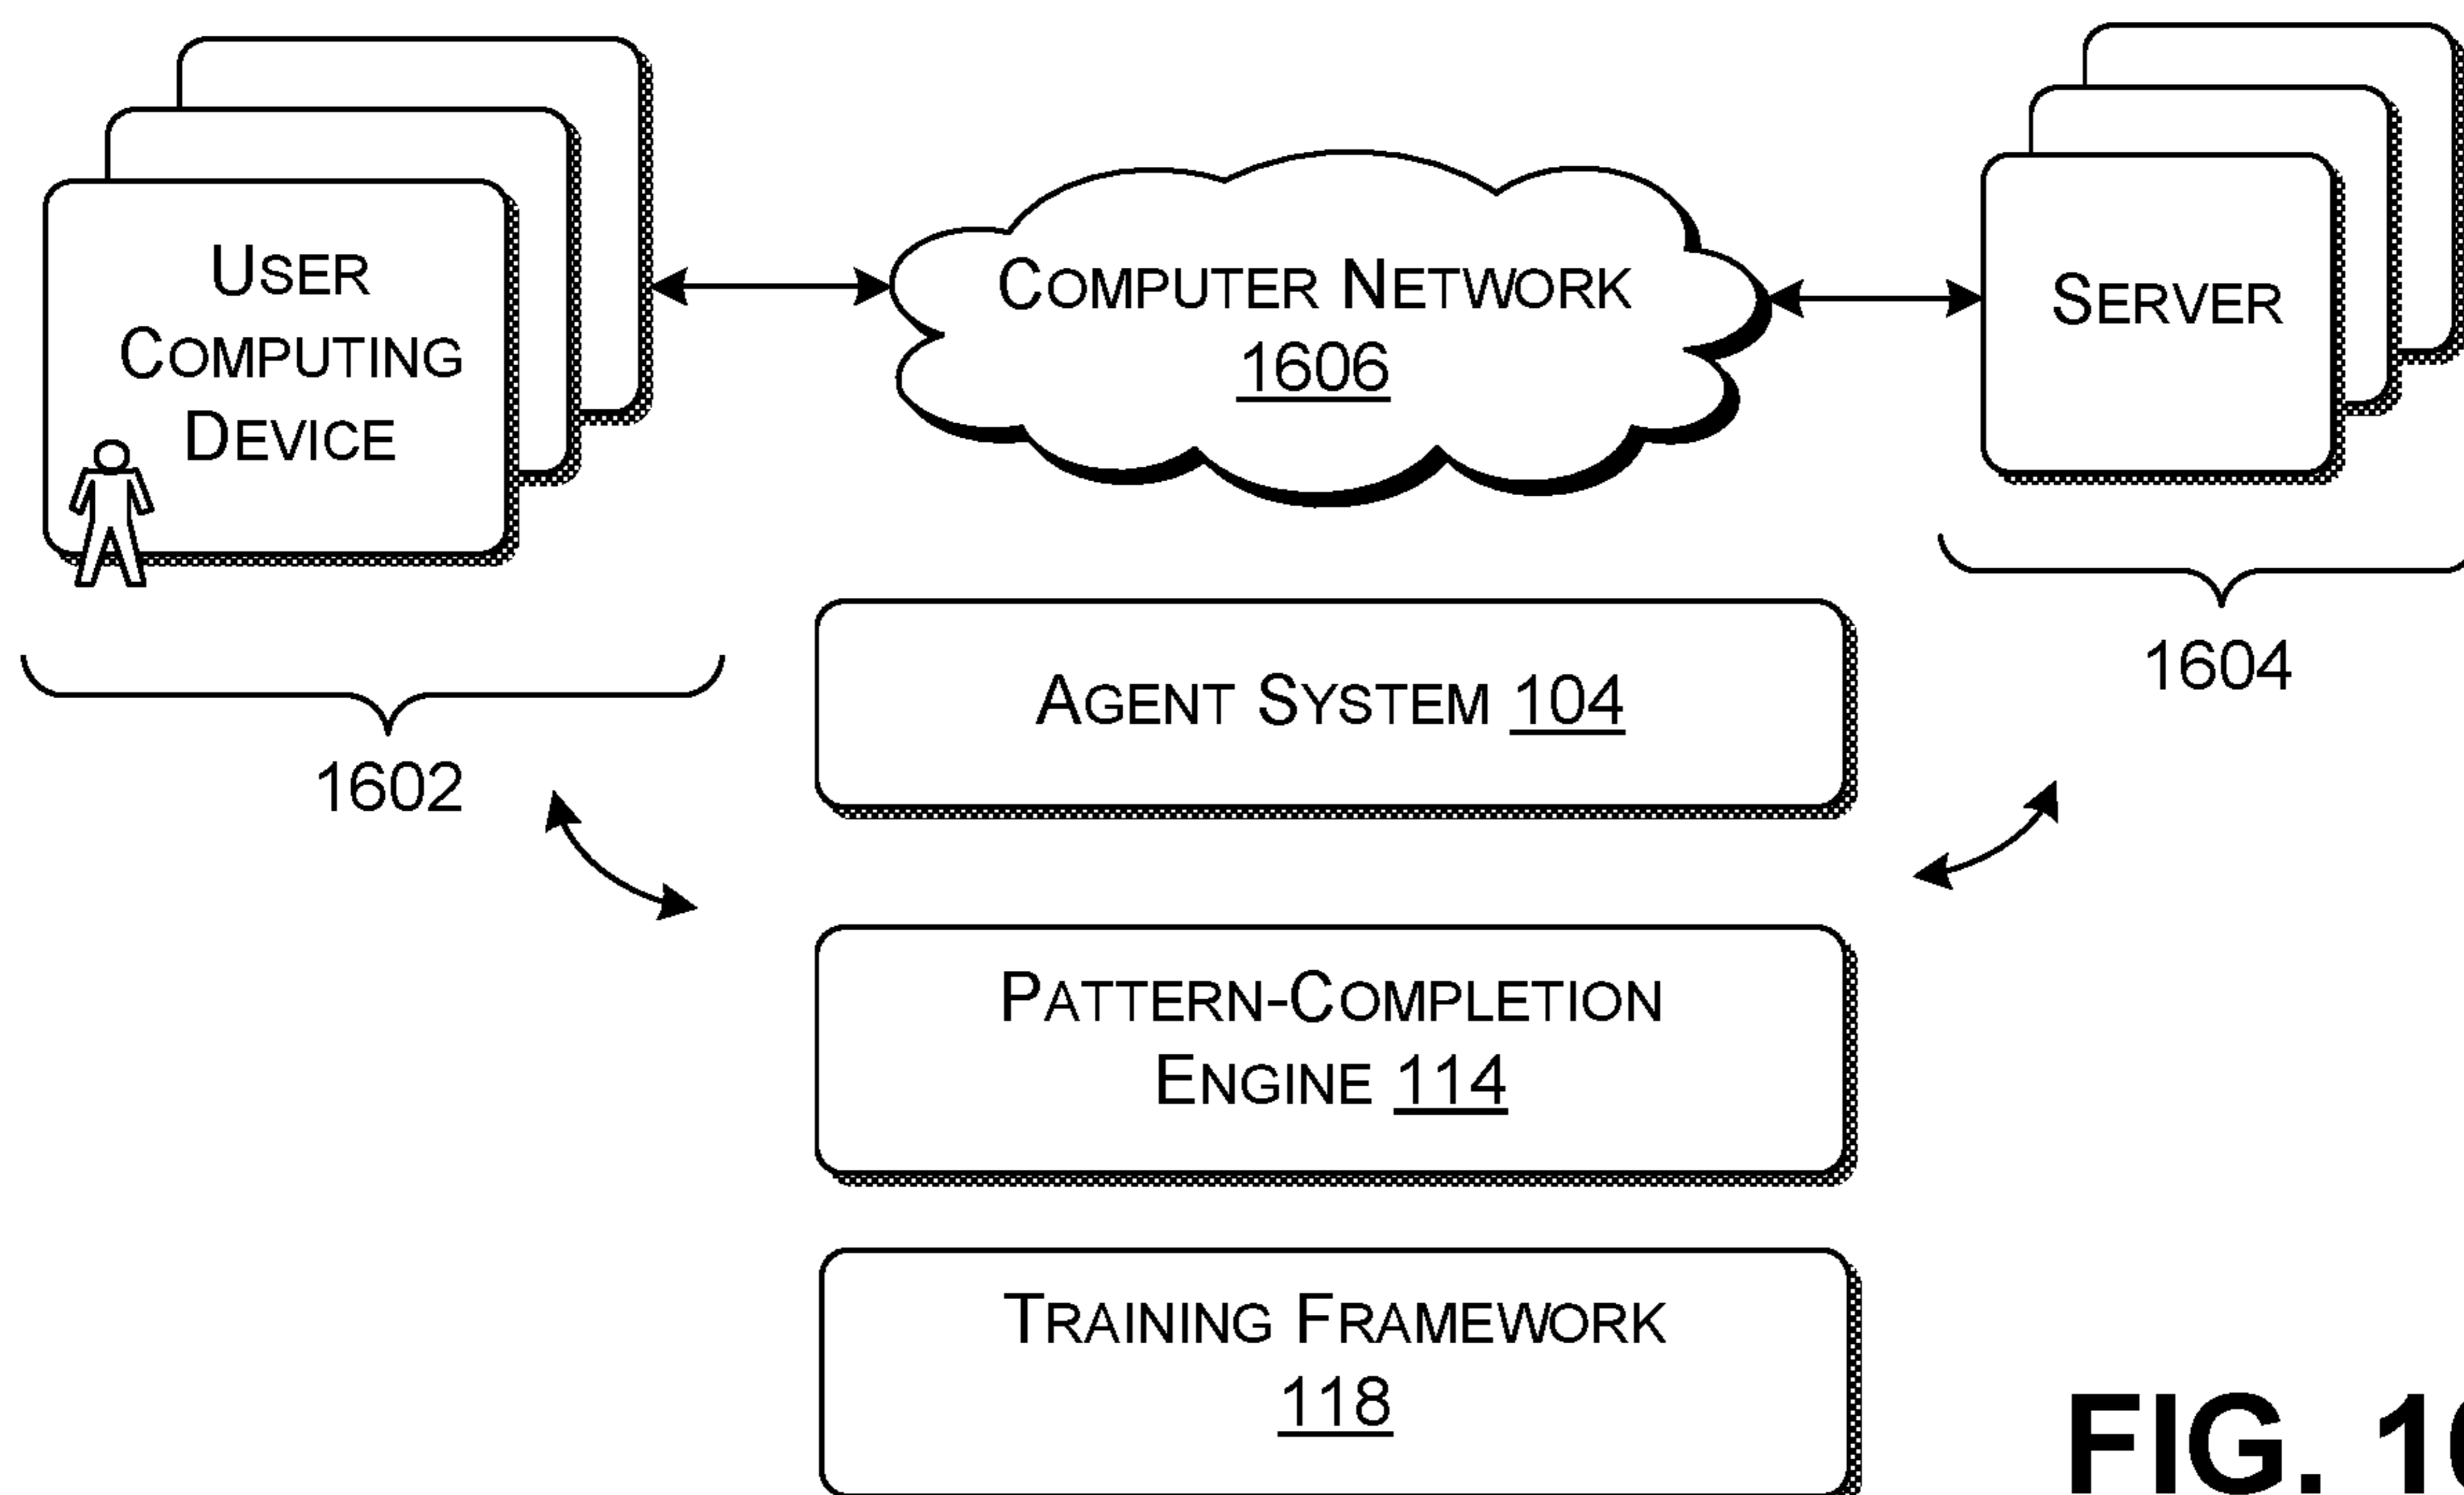 USER
COMPUTING
DEVICE
COMPUTER NETWORK
1606
SERVER
1602
1604
AGENT SYSTEM 104
PATTERN-COMPLETION
ENGINE 114
TRAINING FRAMEWORK
118
FIG. 16